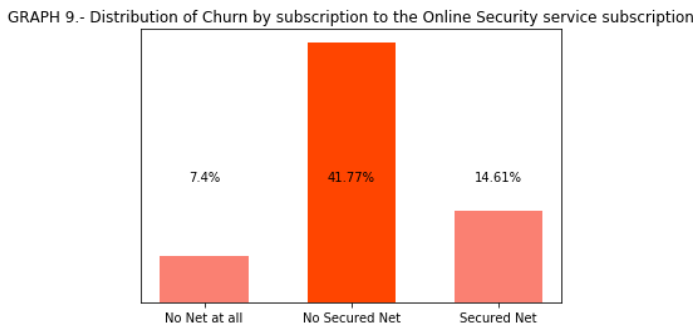 GRAPH 9.- Distribution of Churn by subscription to the Online Security service subscription
7.4% 41.77% 14.61%
No Net at all No Secured Net Secured Net